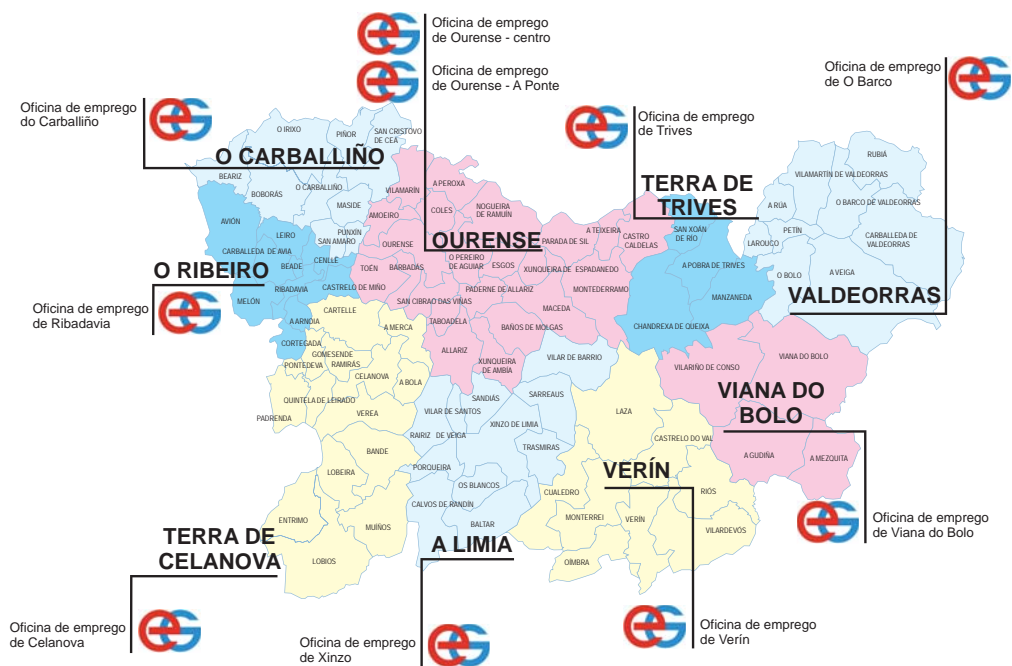 Oficina de emprego
de Ourense - centro
Oficina de emprego
de Ourense - A Ponte
Oficina de emprego
de O Barco
Oficina de emprego
do Carballiño
Oficina de emprego
de Trives
O IRIXO
PIÑOR
SAN CRISTOVO
DE CEA
O CARBALLIÑO
BEARIZ
BOBORÁS
O CARBALLIÑO
MASIDE
PUNXÍN
SAN AMARO
VILAMARÍN
A PEROXA
COLES
NOGUEIRA
DE RAMUÍN
AMOEIRO
OURENSE
OURENSE
PARADA DE SIL
A TEIXEIRA
CASTRO
CALDELAS
TOÉN
BARBADÁS
O PEREIRO
DE AGUIAR
ESGOS
XUNQUEIRA DE ESPADANEDO
MONTEDERRAMO
SAN CIBRAO DAS VIÑAS
PADERNE DE ALLARIZ
MACEDA
TABOADELA
BAÑOS DE MOLGAS
ALLARIZ
XUNQUEIRA
DE AMBÍA
TERRA DE
TRIVES
SAN XOÁN
DE RÍO
A POBRA DE TRIVES
MANZANEDA
CHANDREXA DE QUEIXA
RUBIÁ
VILAMARTIN DE VALDEORRAS
A RÚA
O BARCO DE VALDEORRAS
PETÍN
LAROUCO
CARBALLEDA DE
VALDEORRAS
O BOLO
A VEIGA
VALDEORRAS
AVIÓN
LEIRO
CARBALLEDA DE AVIA
CENLLE
BEADE
O RIBEIRO
MELÓN
RIBADAVIA
CASTRELO DE MIÑO
A ARNOIA
CORTEGADA
Oficina de emprego
de Ribadavia
CARTELLE
A MERCA
GOMESENDE
PONTEDEVA
RAMIRÁS
CELANOVA
A BOLA
QUINTELA DE LEIRADO
PADRENDA
VEREA
BANDE
LOBEIRA
ENTRIMO
MUÍÑOS
LOBIOS
TERRA DE
CELANOVA
VILAR DE BARRIO
SANDIÁS
SARREAUS
VILAR DE SANTOS
XINZO DE LIMIA
RAIRIZ DE VEIGA
TRASMIRAS
PORQUEIRA
OS BLANCOS
CALVOS DE RANDÍN
BALTAR
A LIMIA
LAZA
CASTRELO DO VAL
VERÍN
CUALEDRO
RIÓS
MONTERREI
VERÍN
VILARDEVÓS
OÍMBRA
VIANA DO BOLO
VILARIÑO DE CONSO
VIANA DO
BOLO
A GUDIÑA
A MEZQUITA
Oficina de emprego
de Viana do Bolo
Oficina de emprego
de Celanova
Oficina de emprego
de Xinzo
Oficina de emprego
de Verín